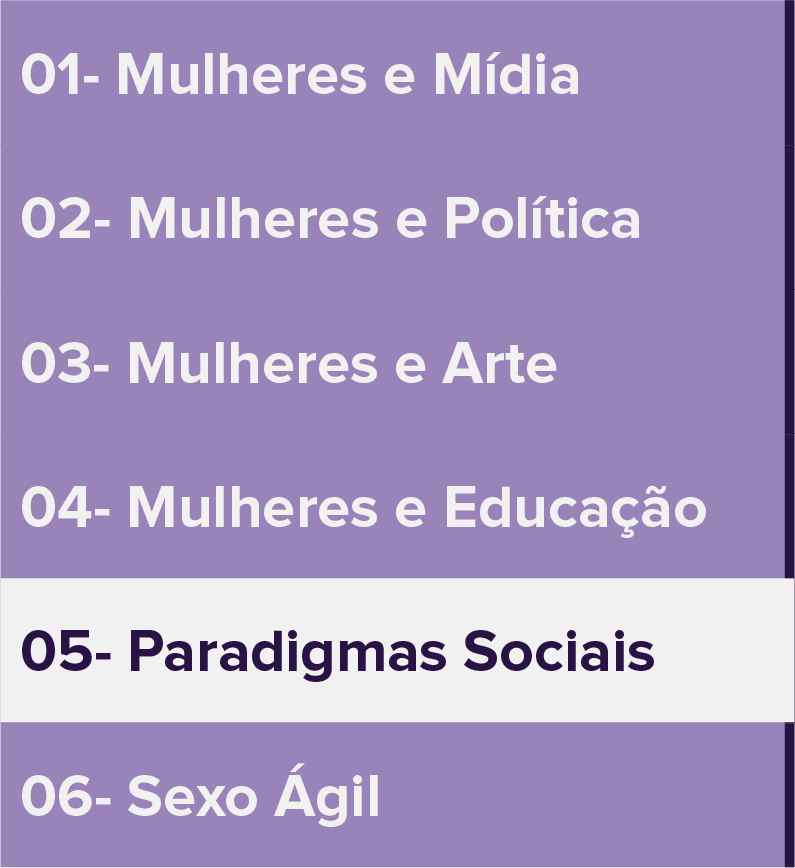 01- Mulheres e Mídia
02- Mulheres e Política
03- Mulheres e Arte
04- Mulheres e Educação
05- Paradigmas Sociais
06- Sexo Ágil